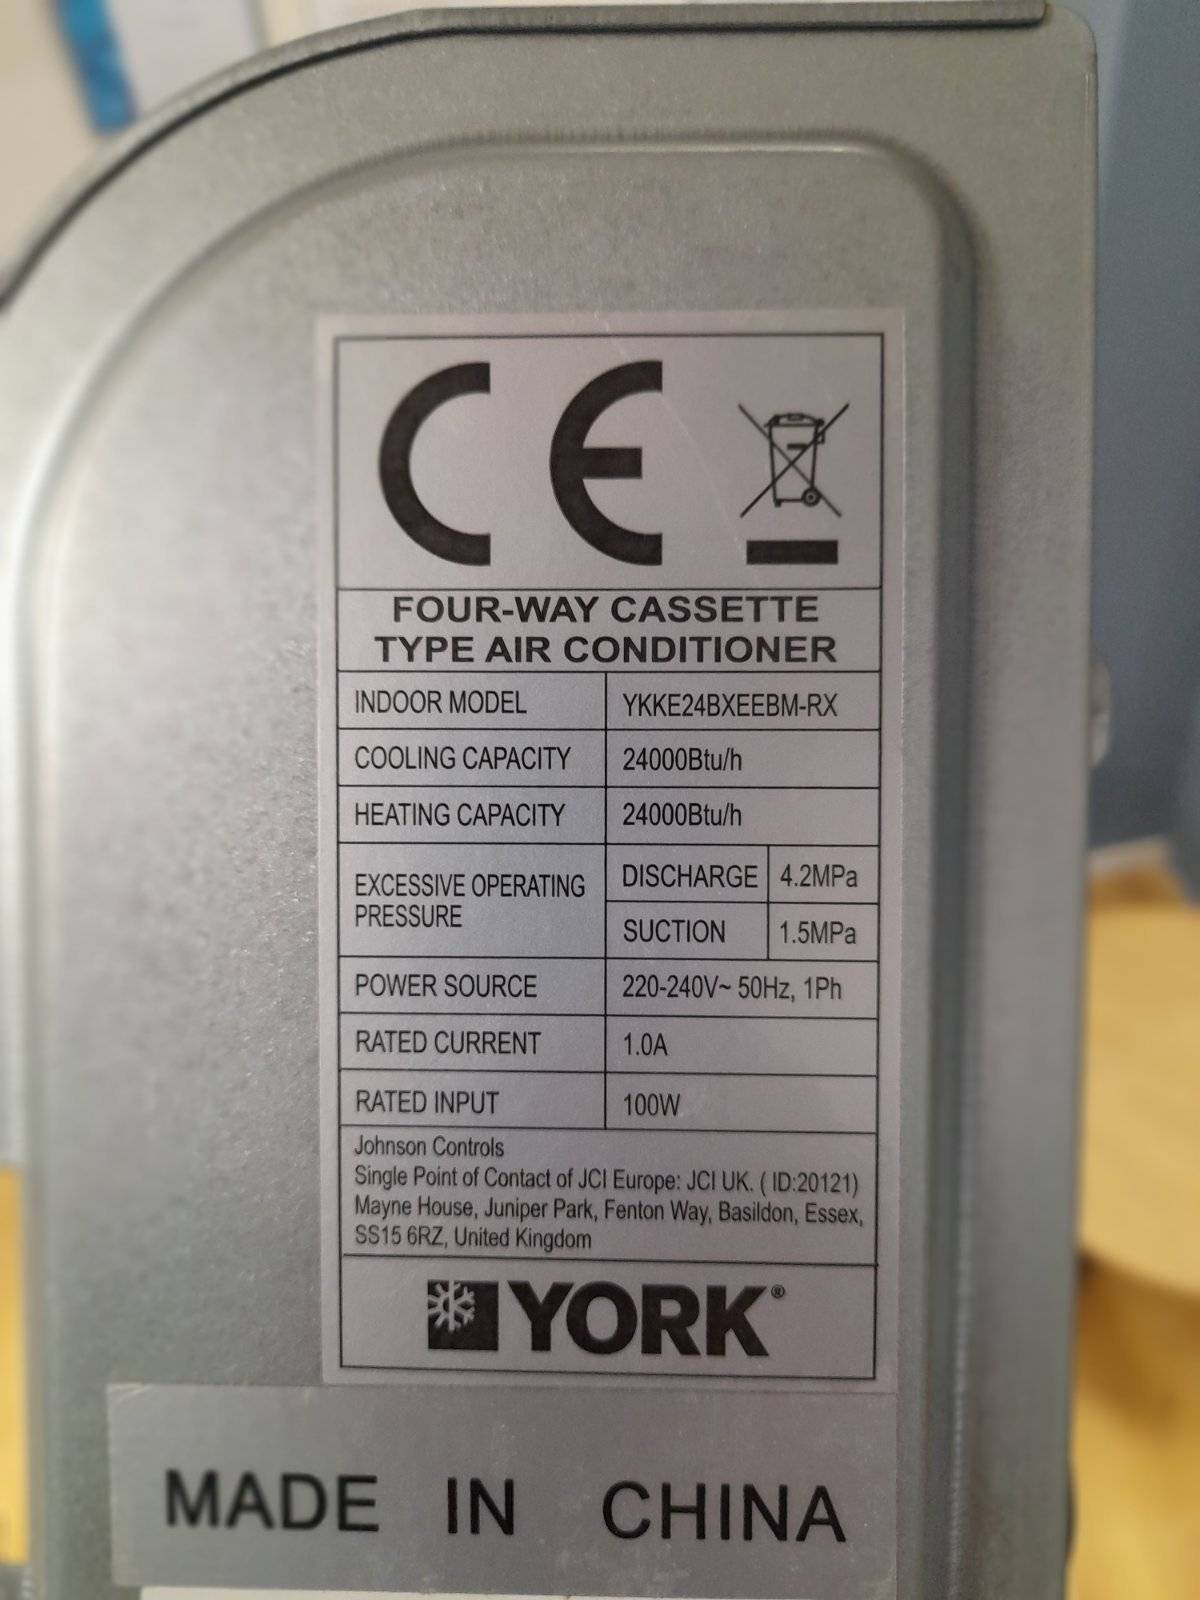 CE
FOUR-WAY CASSETTE
TYPE AIR CONDITIONER
INDOOR MODEL YKKE24BXEEBM-RX
COOLING CAPACITY 24000Btu/h
HEATING CAPACITY 24000Btu/h
EXCESSIVE OPERATING PRESSURE DISCHARGE 4.2MPa
SUCTION 1.5MPa
POWER SOURCE 220-240V~ 50Hz, 1Ph
RATED CURRENT 1.0A
RATED INPUT 100W
Johnson Controls
Single Point of Contact of JCI Europe: JCI UK. ( ID:20121)
Mayne House, Juniper Park, Fenton Way, Basildon, Essex,
SS15 6RZ, United Kingdom
YORK®
MADE IN CHINA